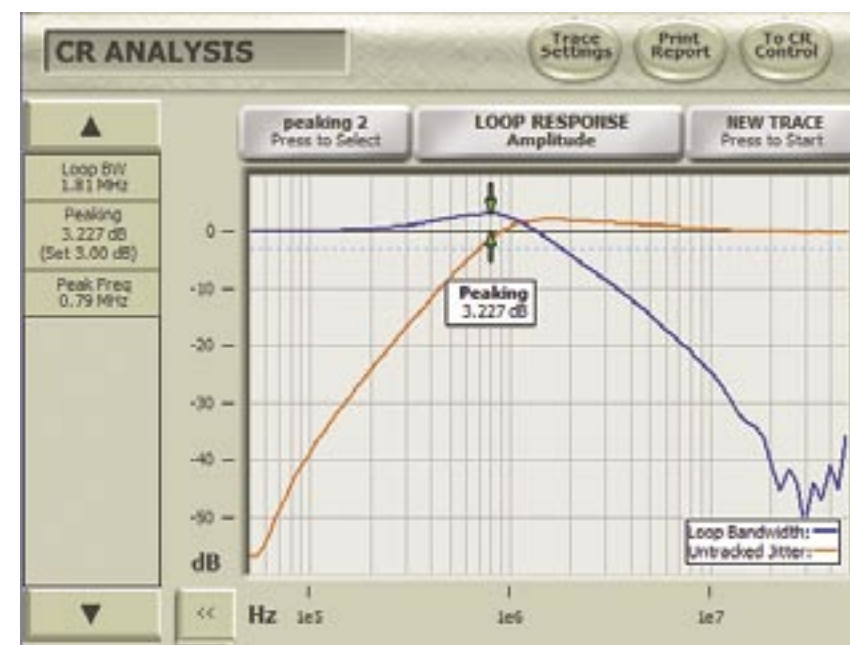 CR ANALYSIS
Trace
Settings
Print
Report
To CR
Control
peaking 2
Press to Select
LOOP RESPONSE
Amplitude
NEW TRACE
Press to Start
Loop BW
1.81 MHz
Peaking
3.227 dB
(Set 3.00 dB)
Peak Freq
0.79 MHz
0
-10
-20
-30
-40
-50
dB
Peaking
3.227 dB
Loop Bandwidth:
Untracked Jitter:
<<
Hz
1e5
1e6
1e7